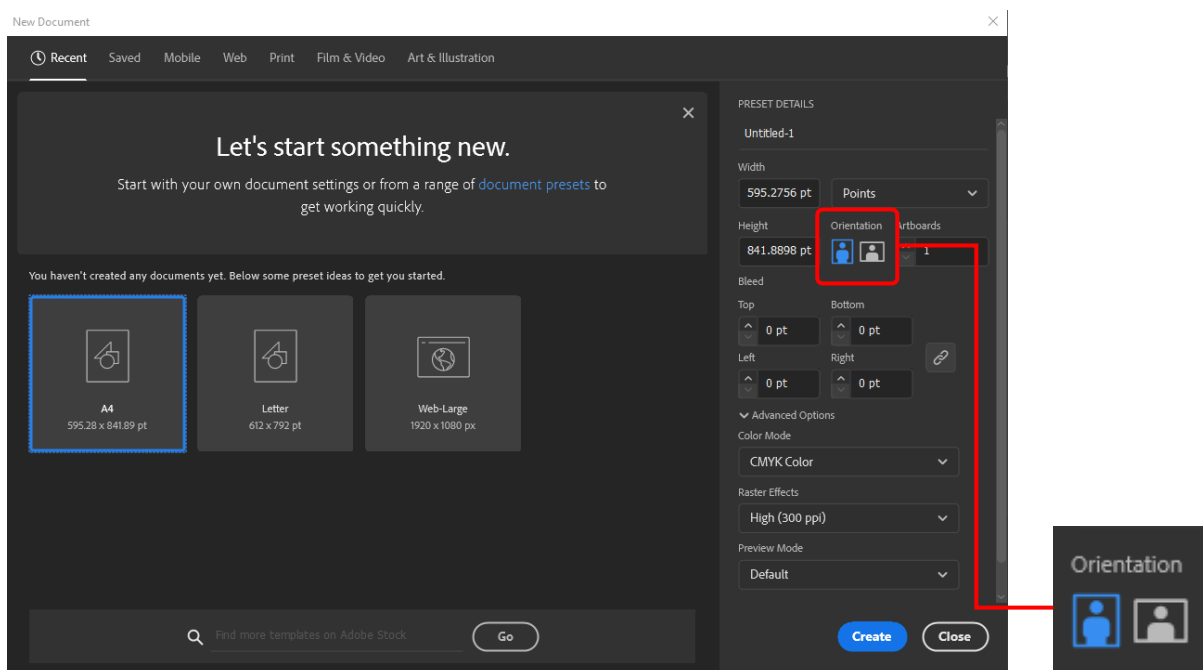 New Document
Recent Saved Mobile Web Print Film & Video Art & Illustration
Let's start something new.
Start with your own document settings or from a range of document presets to
get working quickly.
You haven't created any documents yet. Below some preset ideas to get you started.
A4
595.28 x 841.89 pt
Letter
612 x 792 pt
Web-Large
1920 x 1080 px
Find more templates on Adobe Stock
Go
PRESET DETAILS
Untitled-1
Width
595.2756 pt Points
Height Orientation Artboards
841.8898 pt 1
Bleed
Top Bottom
0 pt 0 pt
Left Right
0 pt 0 pt
Advanced Options
Color Mode
CMYK Color
Raster Effects
High (300 ppi)
Preview Mode
Default
Create Close
Orientation